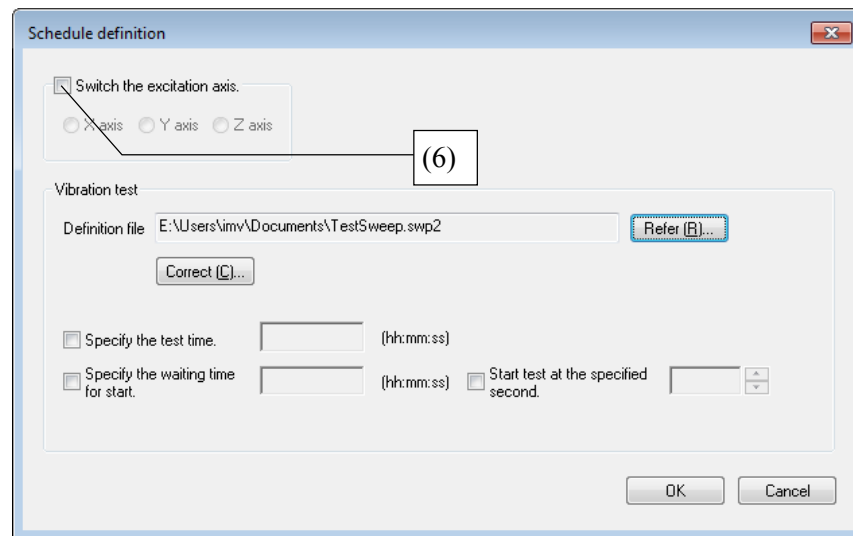 Schedule definition
Switch the excitation axis.
X axis Y axis Z axis
(6)
Vibration test
Definition file E:\Users\imv\Documents\TestSweep.swp2 Refer (R)...
Correct (C)...
Specify the test time. (hh:mm:ss)
Specify the waiting time
for start. (hh:mm:ss) Start test at the specified
second.
OK Cancel